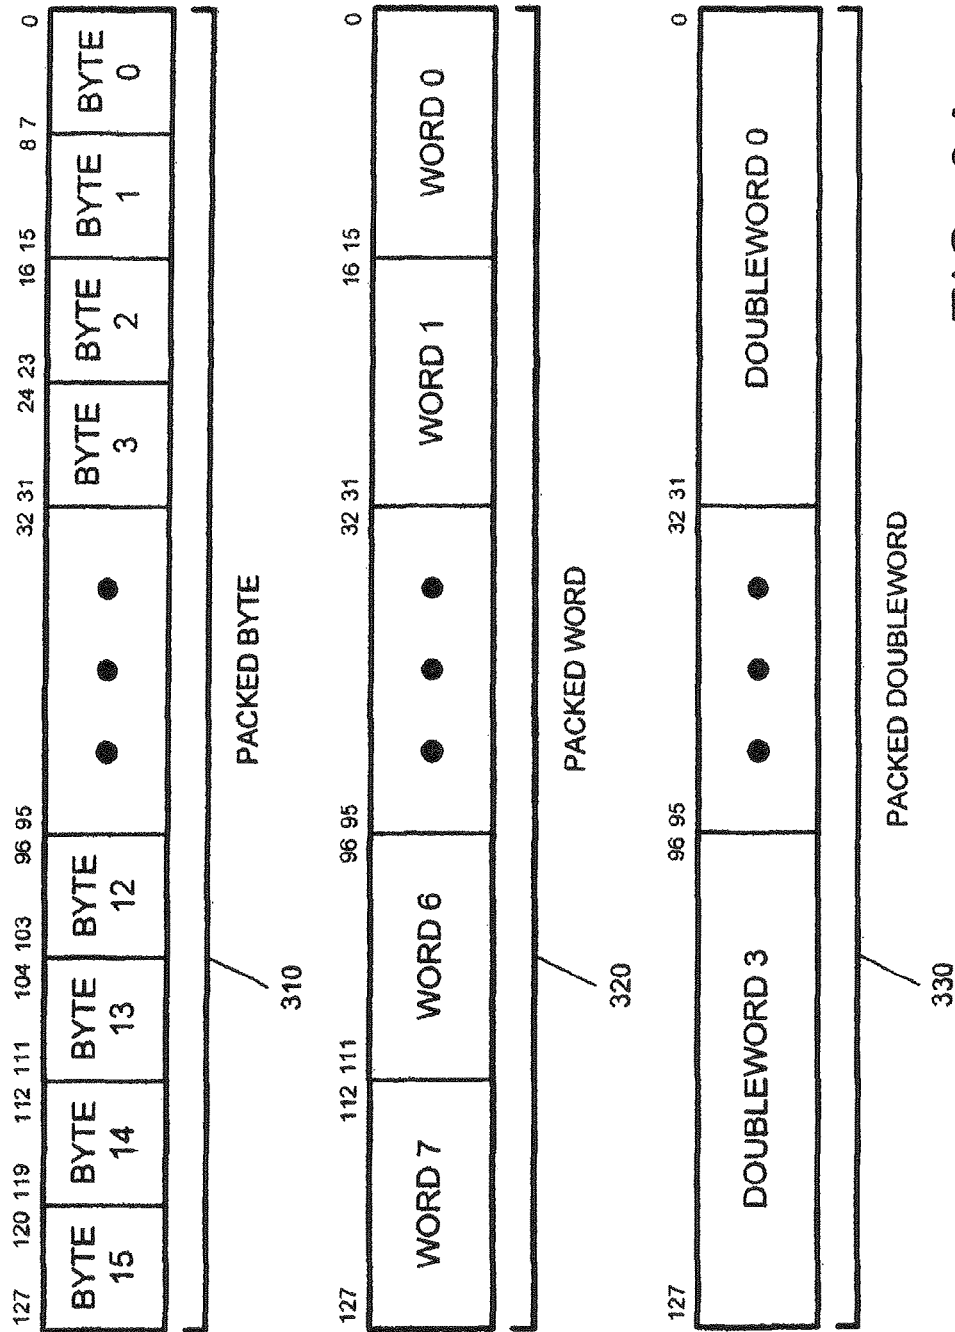 127 120 119 112 111 104 103 96 95 32 31 24 23 16 15 8 7 0
BYTE 15 BYTE 14 BYTE 13 BYTE 12 BYTE 3 BYTE 2 BYTE 1 BYTE 0
PACKED BYTE
310
127 112 111 96 95 32 31 16 15 0
WORD 7 WORD 6 WORD 1 WORD 0
PACKED WORD
320
127 96 95 32 31 0
DOUBLEWORD 3 DOUBLEWORD 0
PACKED DOUBLEWORD
330